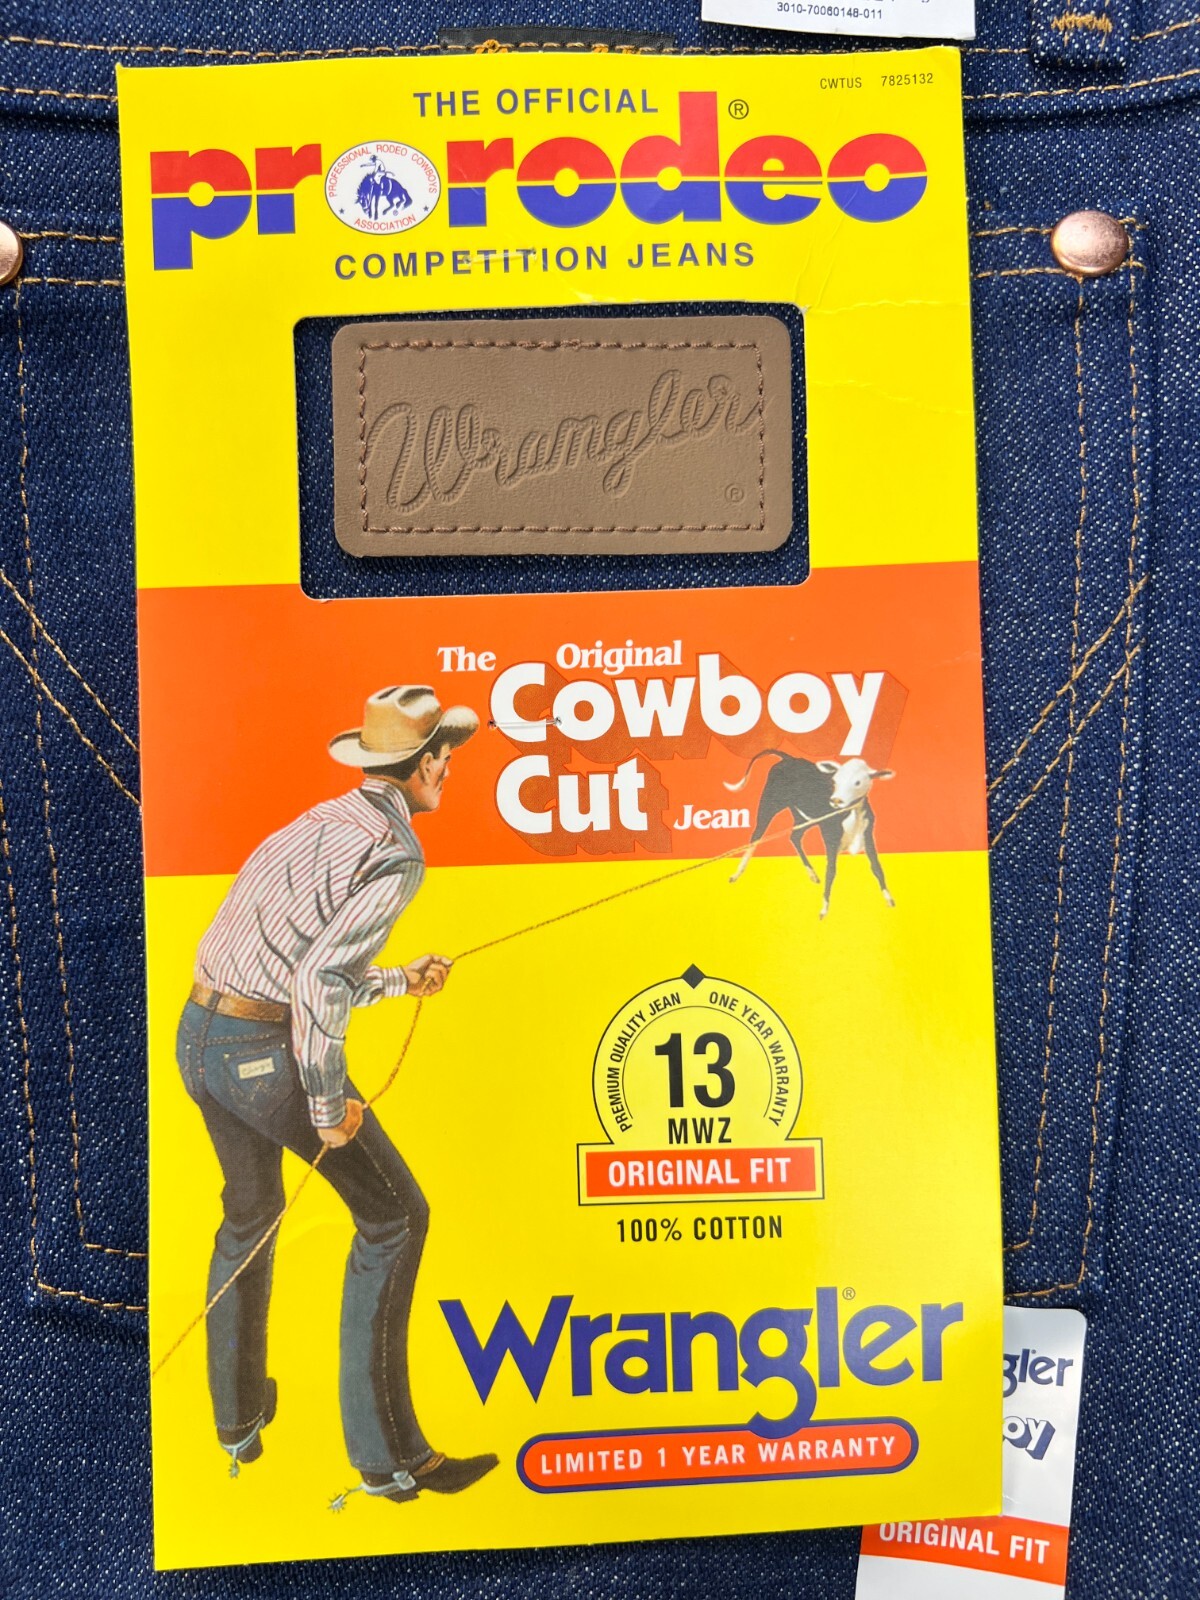 3010-70060148-011
CWTUS 7825132
THE OFFICIAL
prorodeo®
PROFESSIONAL RODEO COWBOYS
ASSOCIATION
COMPETITION JEANS
Wrangler
®
The Original
Cowboy
Cut Jean
PREMIUM QUALITY JEAN ONE YEAR WARRANTY
13
MWZ
ORIGINAL FIT
100% COTTON
Wrangler®
LIMITED 1 YEAR WARRANTY
gler
oy
ORIGINAL FIT